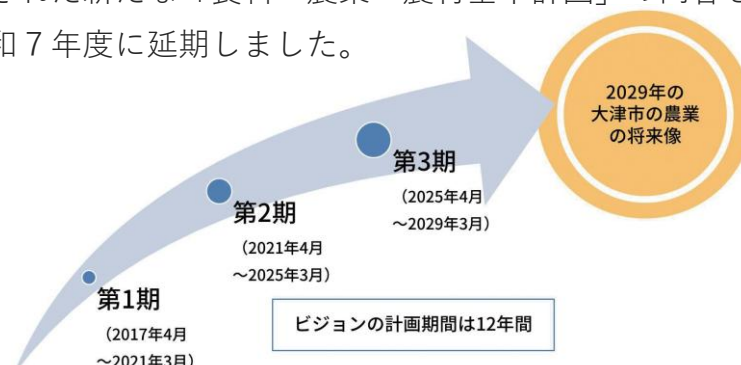 和７年度に延期しました。
2029年の
大津市の農業
の将来像
第3期
（2025年4月
～2029年3月）
第2期
（2021年4月
～2025年3月）
第1期
（2017年4月
～2021年3月）
ビジョンの計画期間は12年間